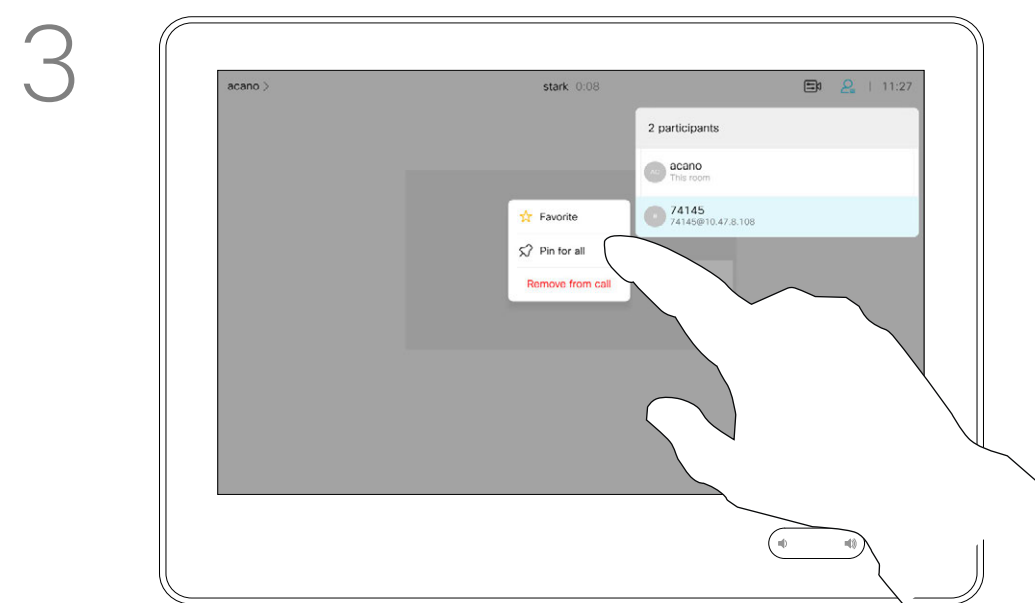 3
acano >
stark 0:08
| 11:27
2 participants
AC
acano
This room
74145
74145@10.47.8.108
Favorite
Pin for all
Remove from call